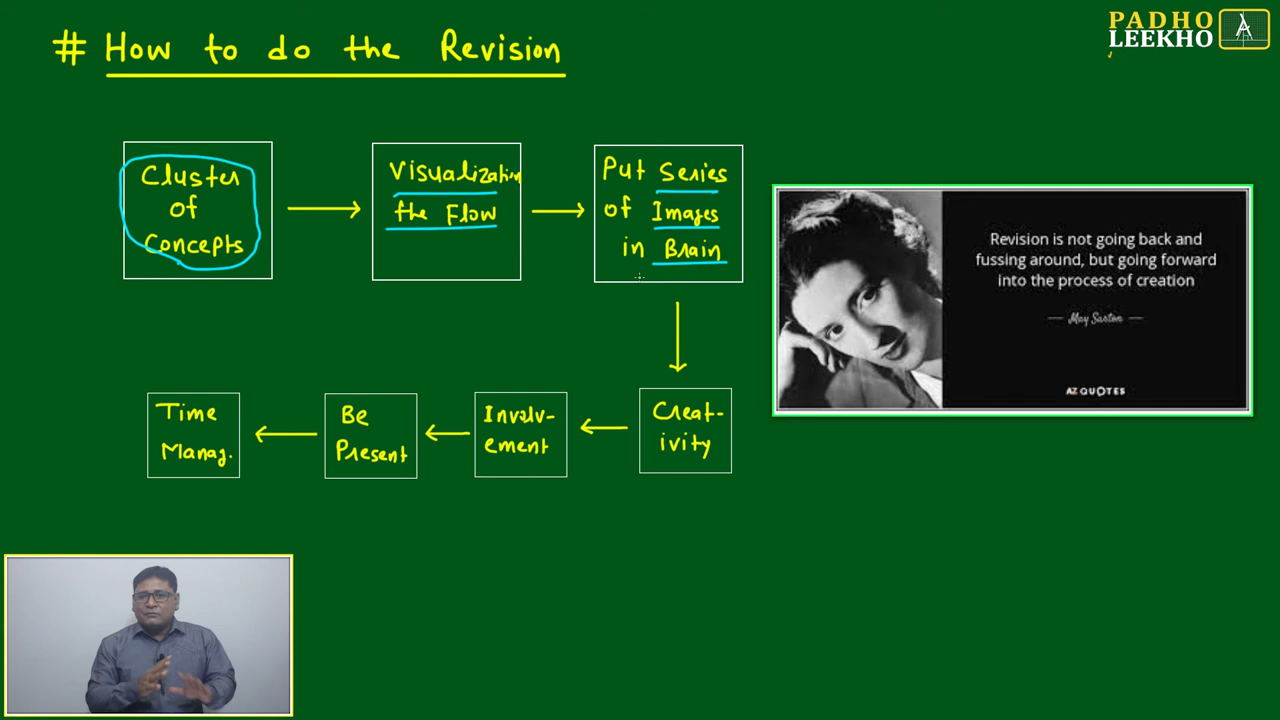 PADHO
LEEKHO
# How to do the Revision
Cluster
of
Concepts
Visualization
the Flow
Put Series
of Images
in Brain
Creat-
ivity
Involv-
ement
Be
Present
Time
Manag.
Revision is not going back and
fussing around, but going forward
into the process of creation
— May Sarton —
AZ QUOTES